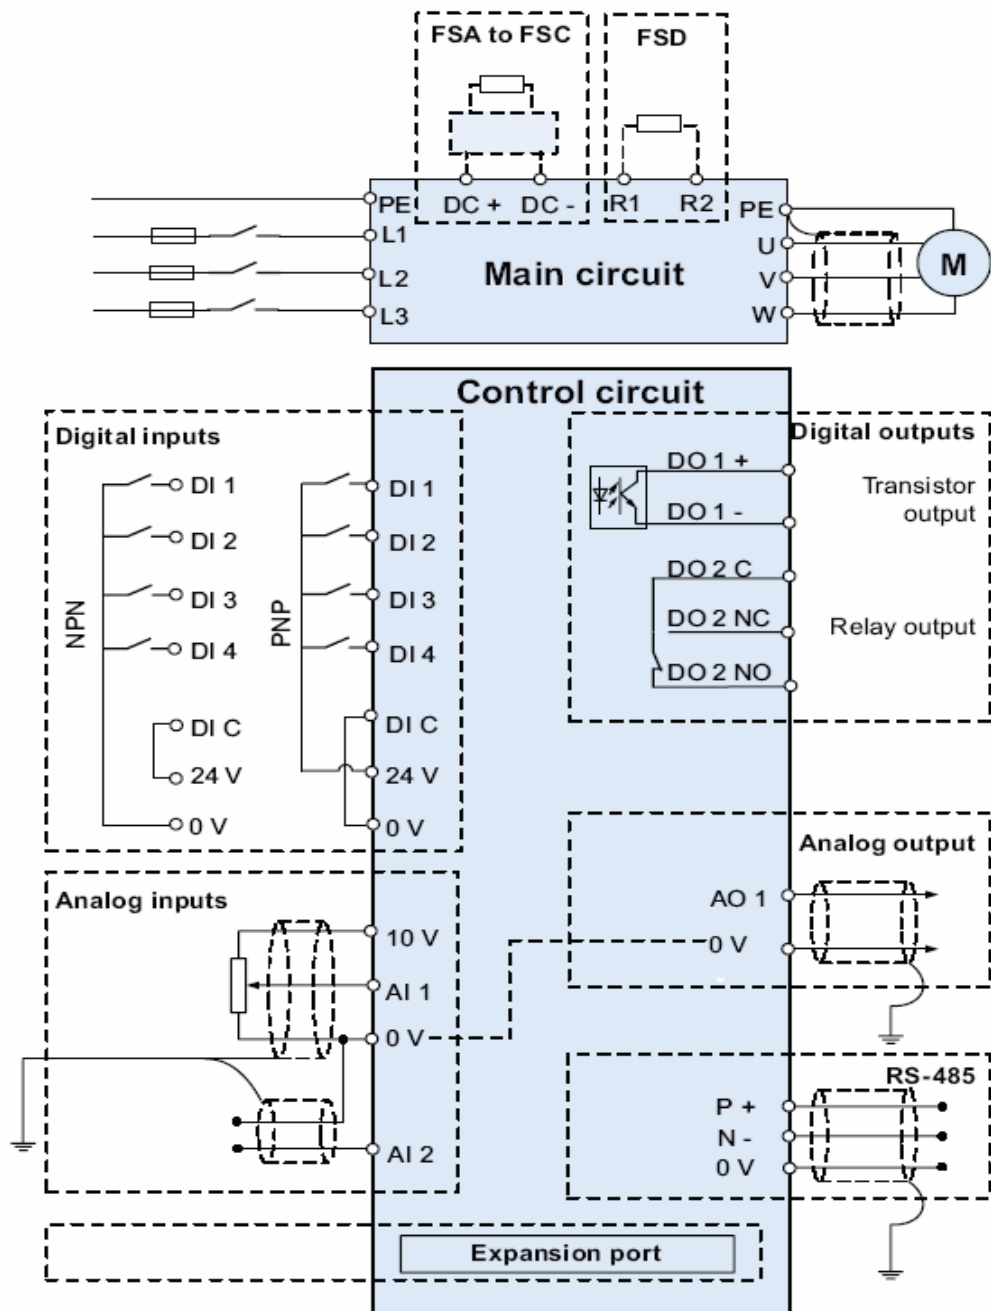 FSA to FSC
FSD
PE
DC +
DC -
R1
R2
PE
L1
L2
L3
Main circuit
U
V
W
M
Control circuit
Digital inputs
NPN
DI 1
DI 2
DI 3
DI 4
DI C
24 V
0 V
PNP
DI 1
DI 2
DI 3
DI 4
DI C
24 V
0 V
Digital outputs
DO 1 +
DO 1 -
Transistor
output
DO 2 C
DO 2 NC
DO 2 NO
Relay output
Analog inputs
10 V
AI 1
0 V
AI 2
Analog output
AO 1
0 V
RS-485
P +
N -
0 V
Expansion port